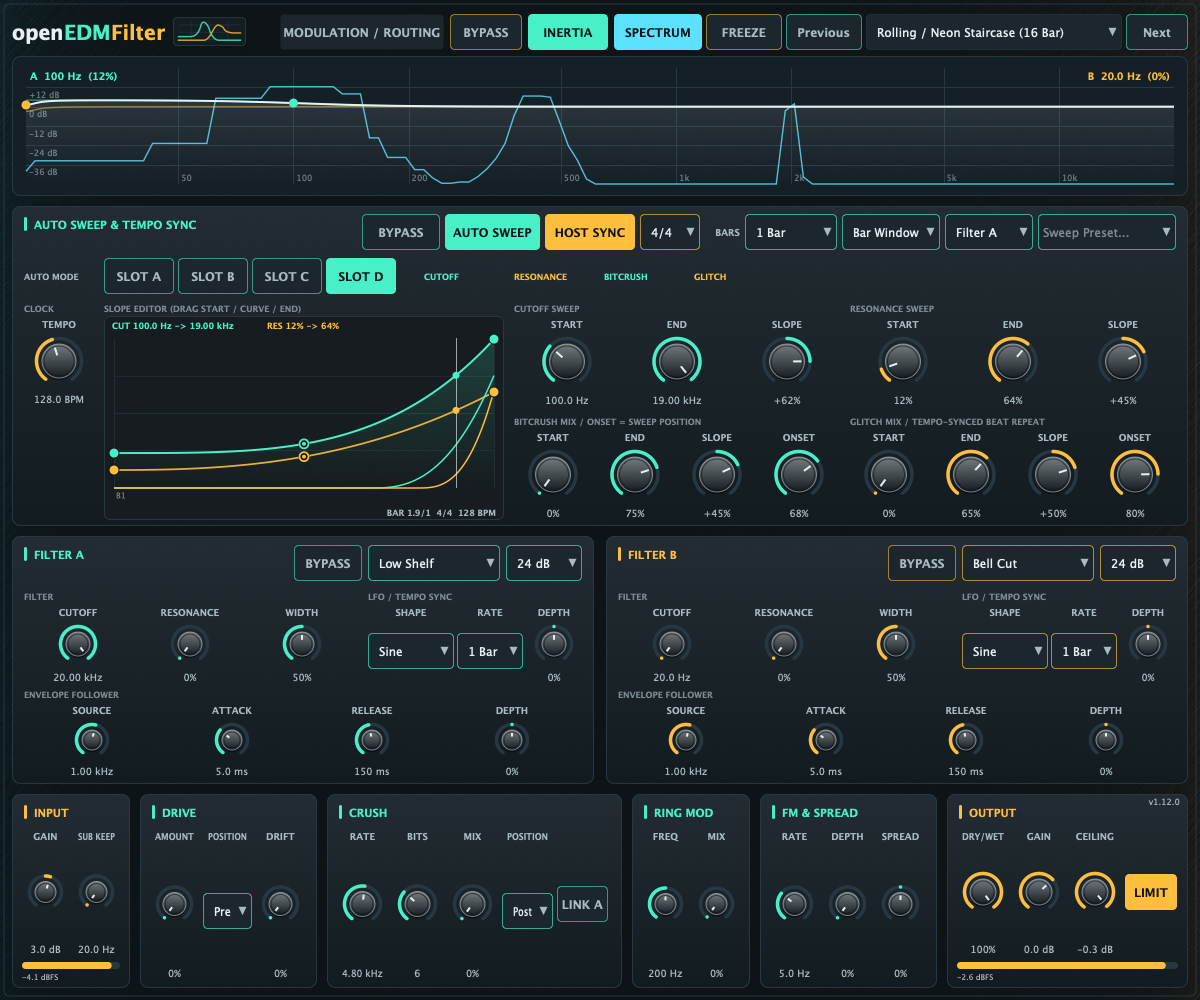 openEDMFilter
MODULATION / ROUTING
BYPASS
INERTIA
SPECTRUM
FREEZE
Previous
Rolling / Neon Staircase (16 Bar)
Next
A 100 Hz (12%)
B 20.0 Hz (0%)
+12 dB
0 dB
-12 dB
-24 dB
-36 dB
50
100
200
500
1k
2k
5k
10k
AUTO SWEEP & TEMPO SYNC
BYPASS
AUTO SWEEP
HOST SYNC
4/4
BARS
1 Bar
Bar Window
Filter A
Sweep Preset...
AUTO MODE
SLOT A
SLOT B
SLOT C
SLOT D
CUTOFF
RESONANCE
BITCRUSH
GLITCH
CLOCK
TEMPO
128.0 BPM
SLOPE EDITOR (DRAG START / CURVE / END)
CUT 100.0 Hz -> 19.00 kHz
RES 12% -> 64%
B1
BAR 1.9/1 4/4 128 BPM
CUTOFF SWEEP
START
END
SLOPE
100.0 Hz
19.00 kHz
+62%
RESONANCE SWEEP
START
END
SLOPE
12%
64%
+45%
BITCRUSH MIX / ONSET = SWEEP POSITION
START
END
SLOPE
ONSET
0%
75%
+45%
68%
GLITCH MIX / TEMPO-SYNCED BEAT REPEAT
START
END
SLOPE
ONSET
0%
65%
+50%
80%
FILTER A
BYPASS
Low Shelf
24 dB
FILTER
CUTOFF
RESONANCE
WIDTH
20.00 kHz
0%
50%
LFO / TEMPO SYNC
SHAPE
RATE
DEPTH
Sine
1 Bar
0%
ENVELOPE FOLLOWER
SOURCE
ATTACK
RELEASE
DEPTH
1.00 kHz
5.0 ms
150 ms
0%
FILTER B
BYPASS
Bell Cut
24 dB
FILTER
CUTOFF
RESONANCE
WIDTH
20.0 Hz
0%
50%
LFO / TEMPO SYNC
SHAPE
RATE
DEPTH
Sine
1 Bar
0%
ENVELOPE FOLLOWER
SOURCE
ATTACK
RELEASE
DEPTH
1.00 kHz
5.0 ms
150 ms
0%
INPUT
GAIN
SUB KEEP
3.0 dB
20.0 Hz
-4.1 dBFS
DRIVE
AMOUNT
POSITION
DRIFT
Pre
0%
0%
CRUSH
RATE
BITS
MIX
POSITION
Post
LINK A
4.80 kHz
6
0%
RING MOD
FREQ
MIX
200 Hz
0%
FM & SPREAD
RATE
DEPTH
SPREAD
5.0 Hz
0%
0%
v1.12.0
OUTPUT
DRY/WET
GAIN
CEILING
LIMIT
100%
0.0 dB
-0.3 dB
-2.6 dBFS